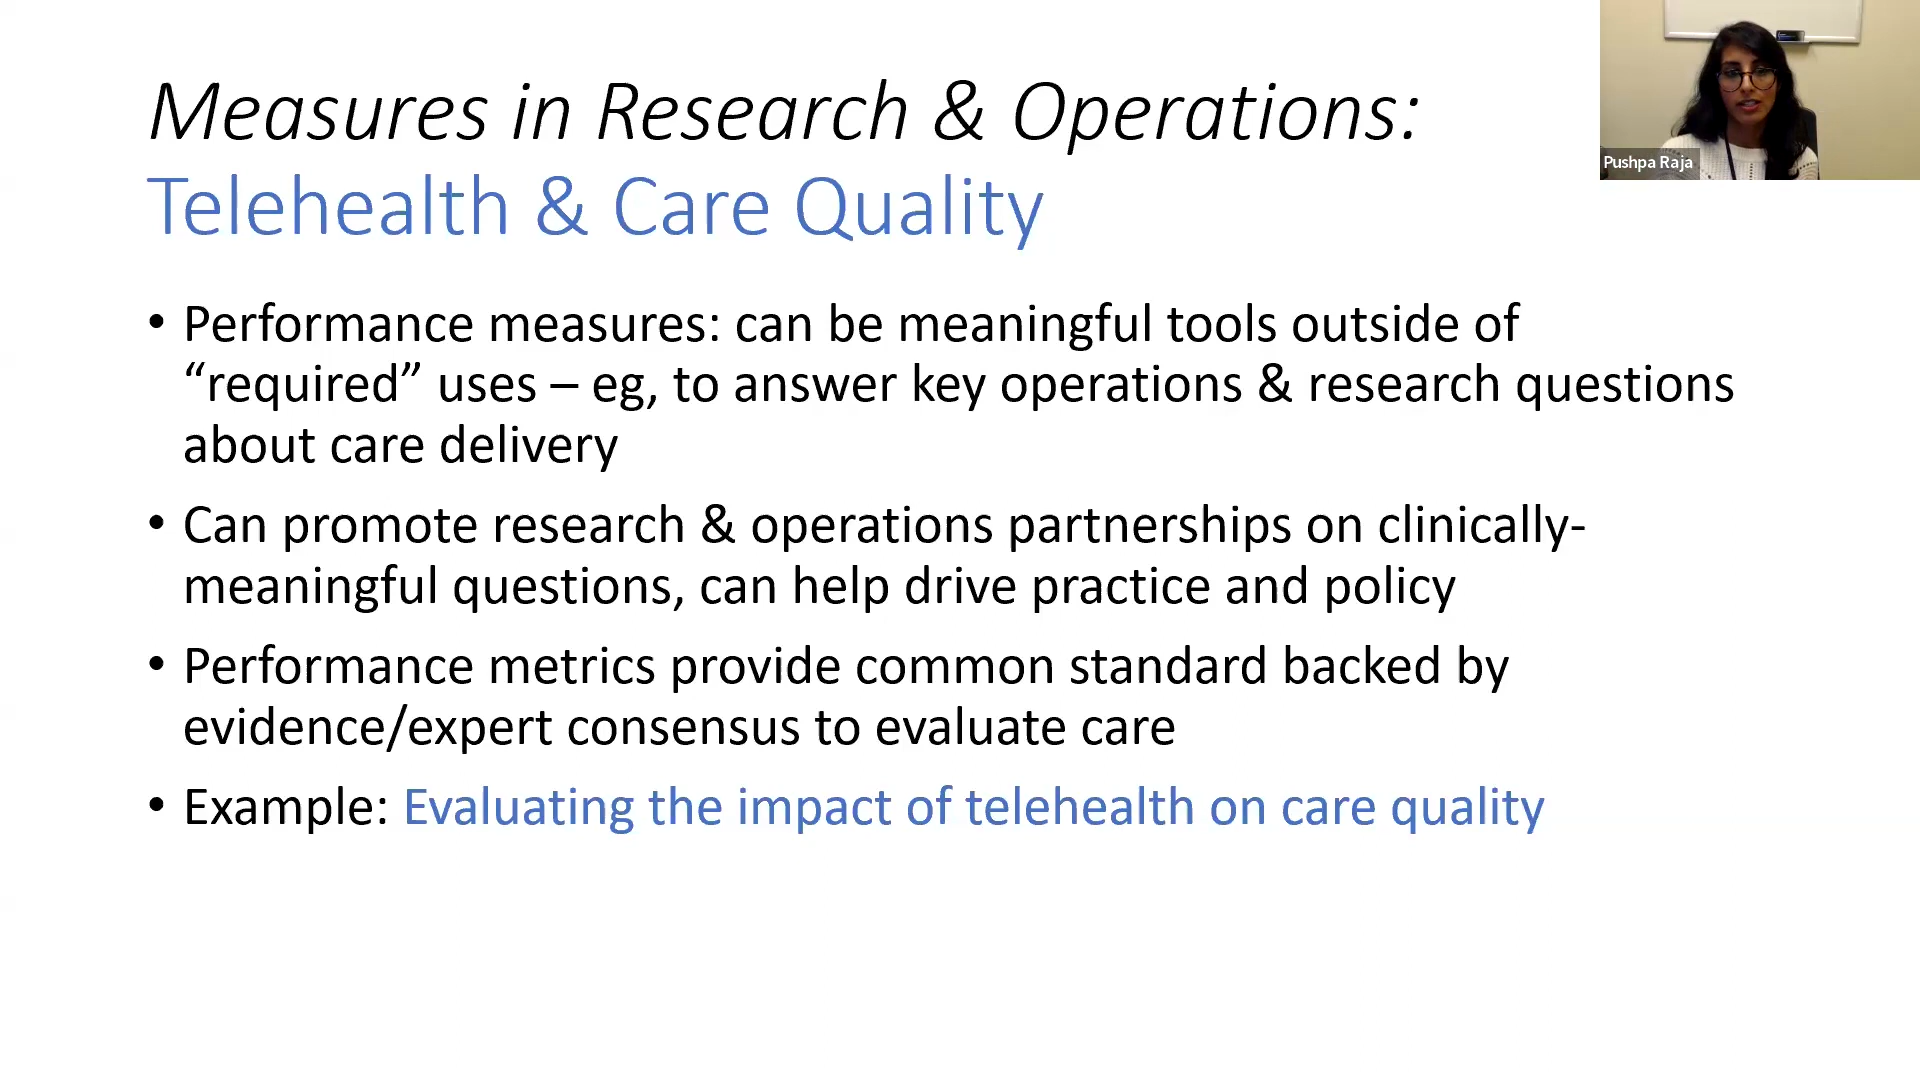 Measures in Research & Operations:
Telehealth & Care Quality
Pushpa Raja
• Performance measures: can be meaningful tools outside of
“required” uses – eg, to answer key operations & research questions
about care delivery
• Can promote research & operations partnerships on clinically-
meaningful questions, can help drive practice and policy
• Performance metrics provide common standard backed by
evidence/expert consensus to evaluate care
• Example: Evaluating the impact of telehealth on care quality